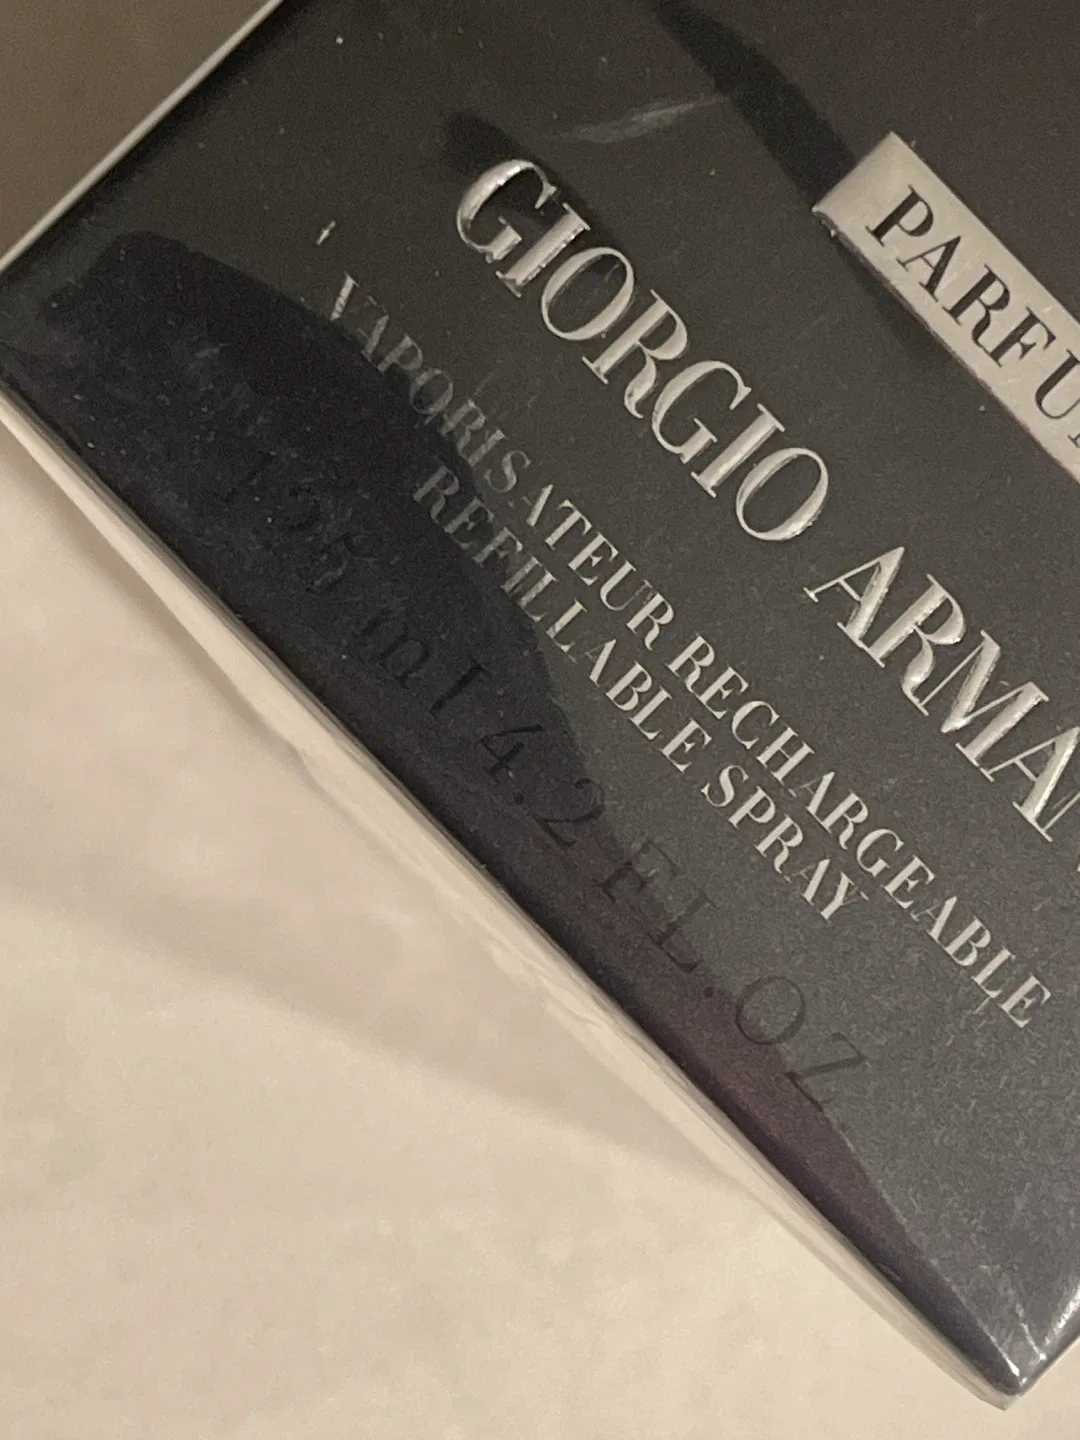 PARFU
GIORGIO ARMA
VAPORISATEUR RECHARGEABLE
REFILLABLE SPRAY
125 ml 4.2 FL. OZ